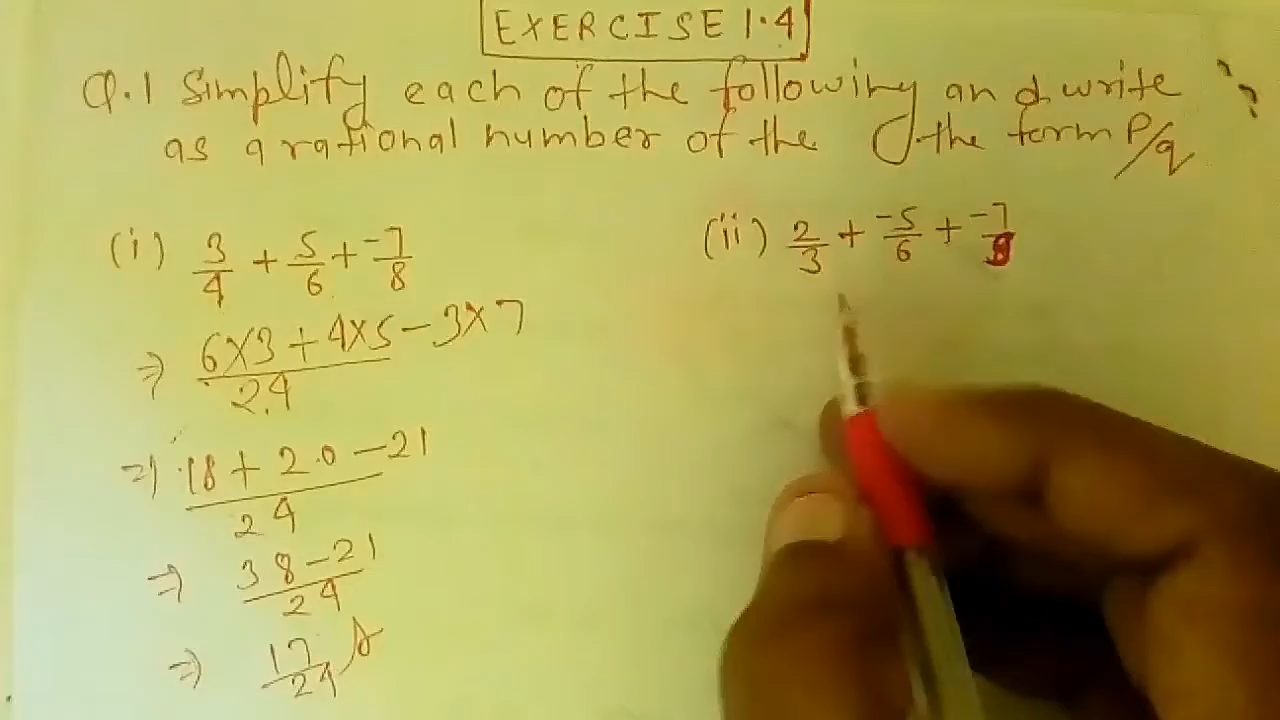 EXERCISE 1.4
Q.1 Simplify each of the following and write
as a rational number of the the form P/q
(i) 3/4 + 5/6 + -7/8
(ii) 2/3 + -5/6 + -7/
⇒ 6×3+4×5-3×7/24
⇒ 18+20-21/24
⇒ 38-21/24
⇒ 17/24